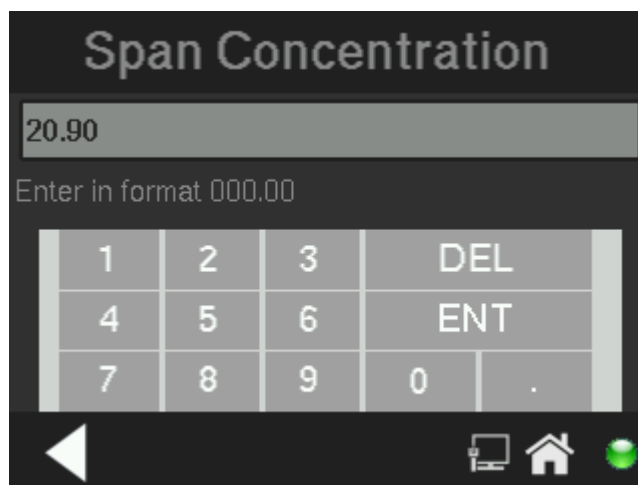 Span Concentration
20.90
Enter in format 000.00
1 2 3 DEL
4 5 6 ENT
7 8 9 0 .